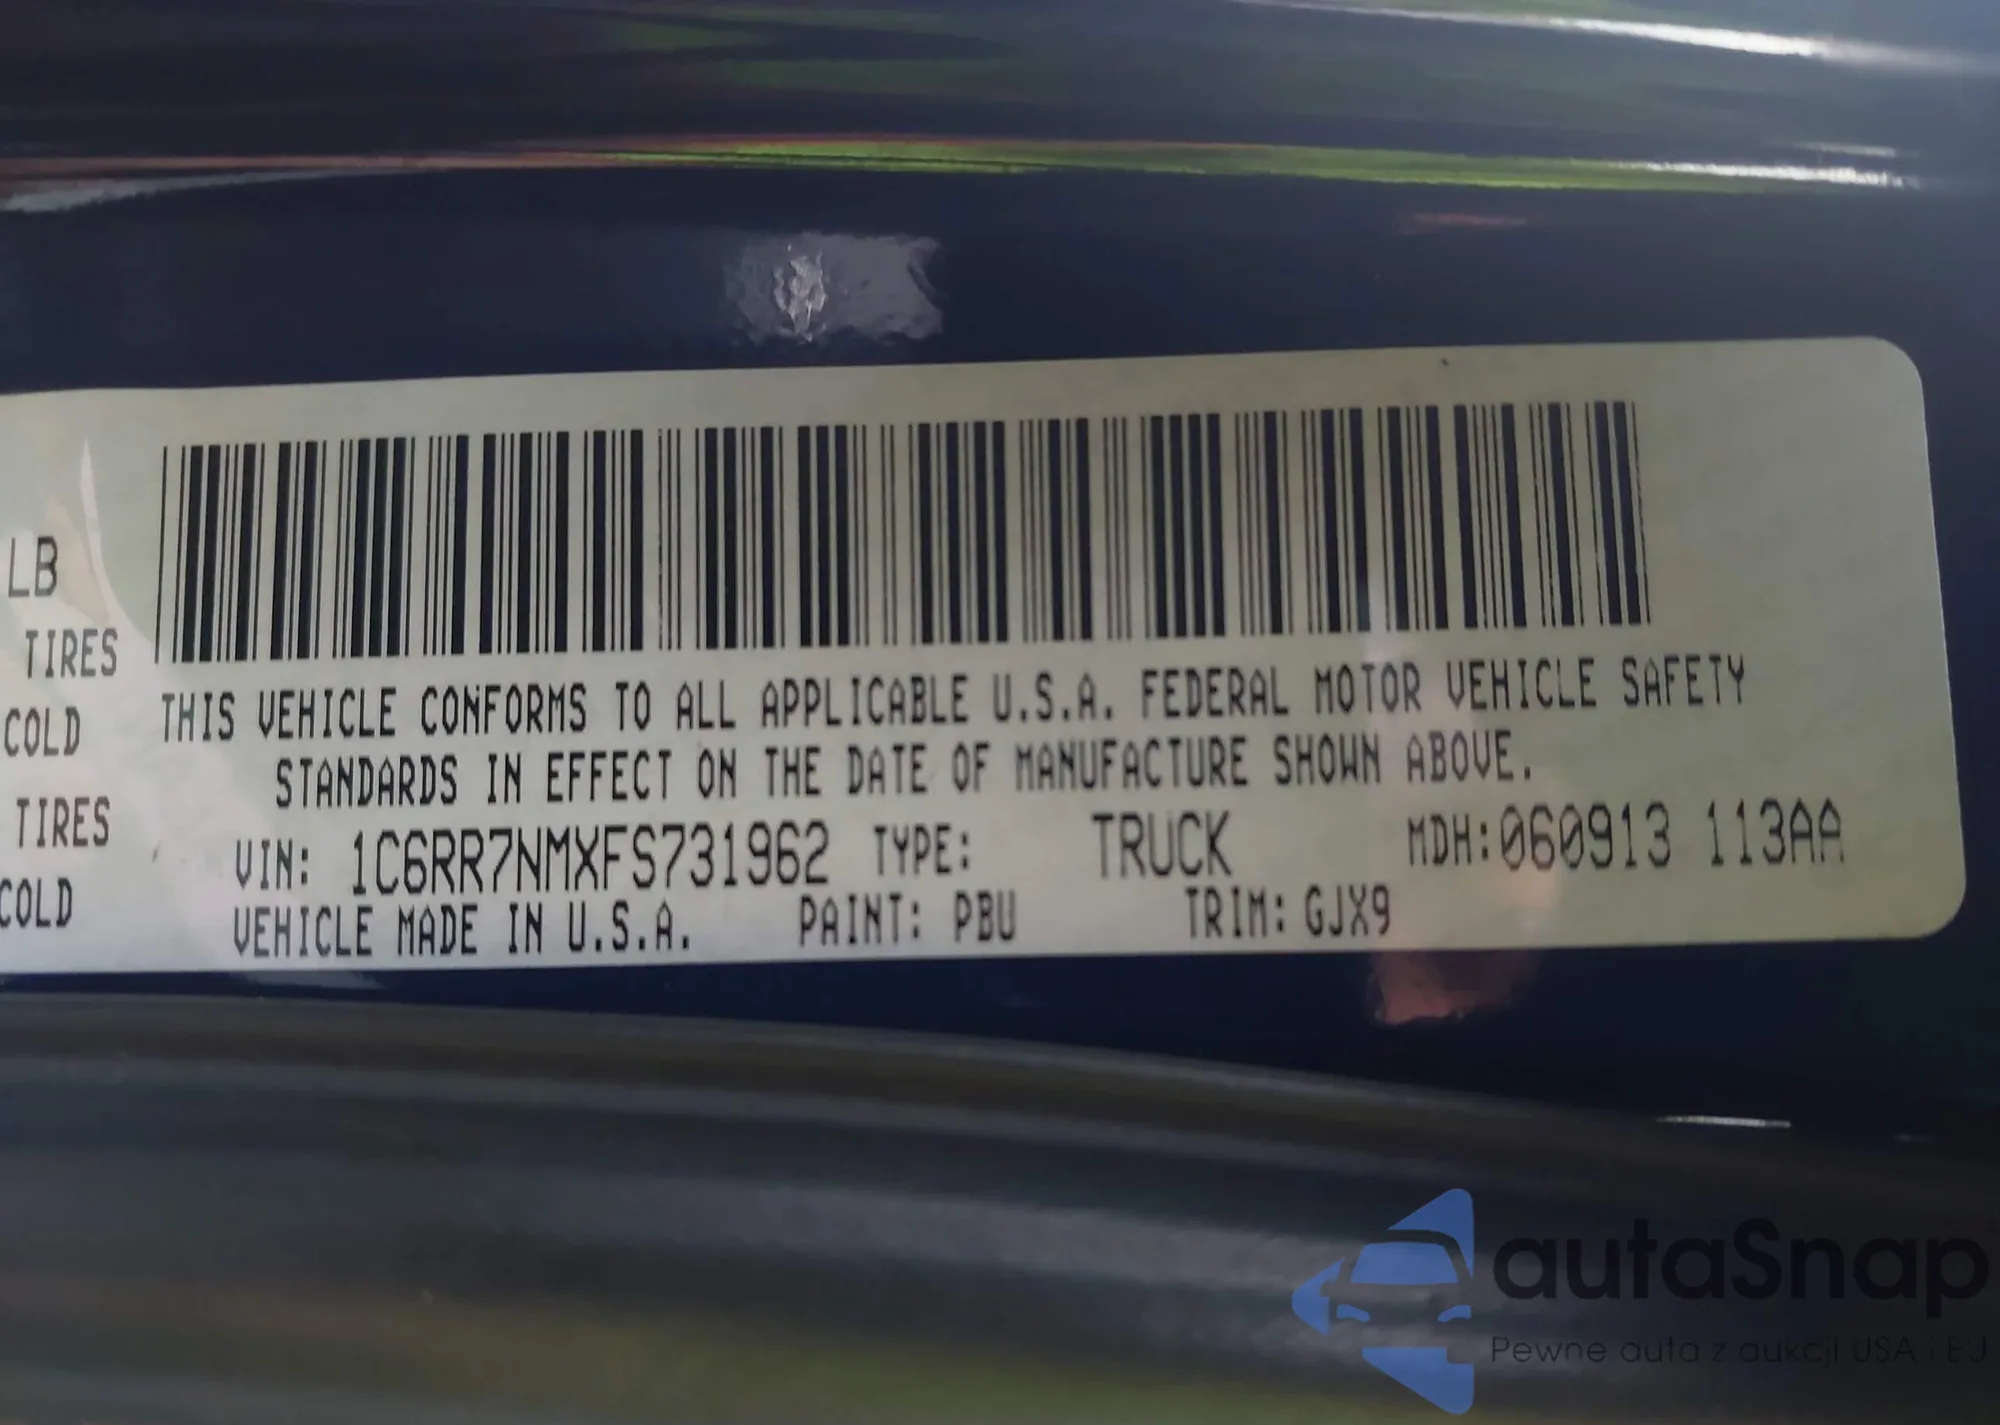 LB
TIRES
COLD
TIRES
COLD
THIS VEHICLE CONFORMS TO ALL APPLICABLE U.S.A. FEDERAL MOTOR VEHICLE SAFETY
STANDARDS IN EFFECT ON THE DATE OF MANUFACTURE SHOWN ABOVE.
VIN: 1C6RR7NMXFS731962 TYPE: TRUCK MDH:060913 113AA
VEHICLE MADE IN U.S.A. PAINT: PBU TRIM: GJX9
autaSnap
Pewne auta z aukcji USA i EJ